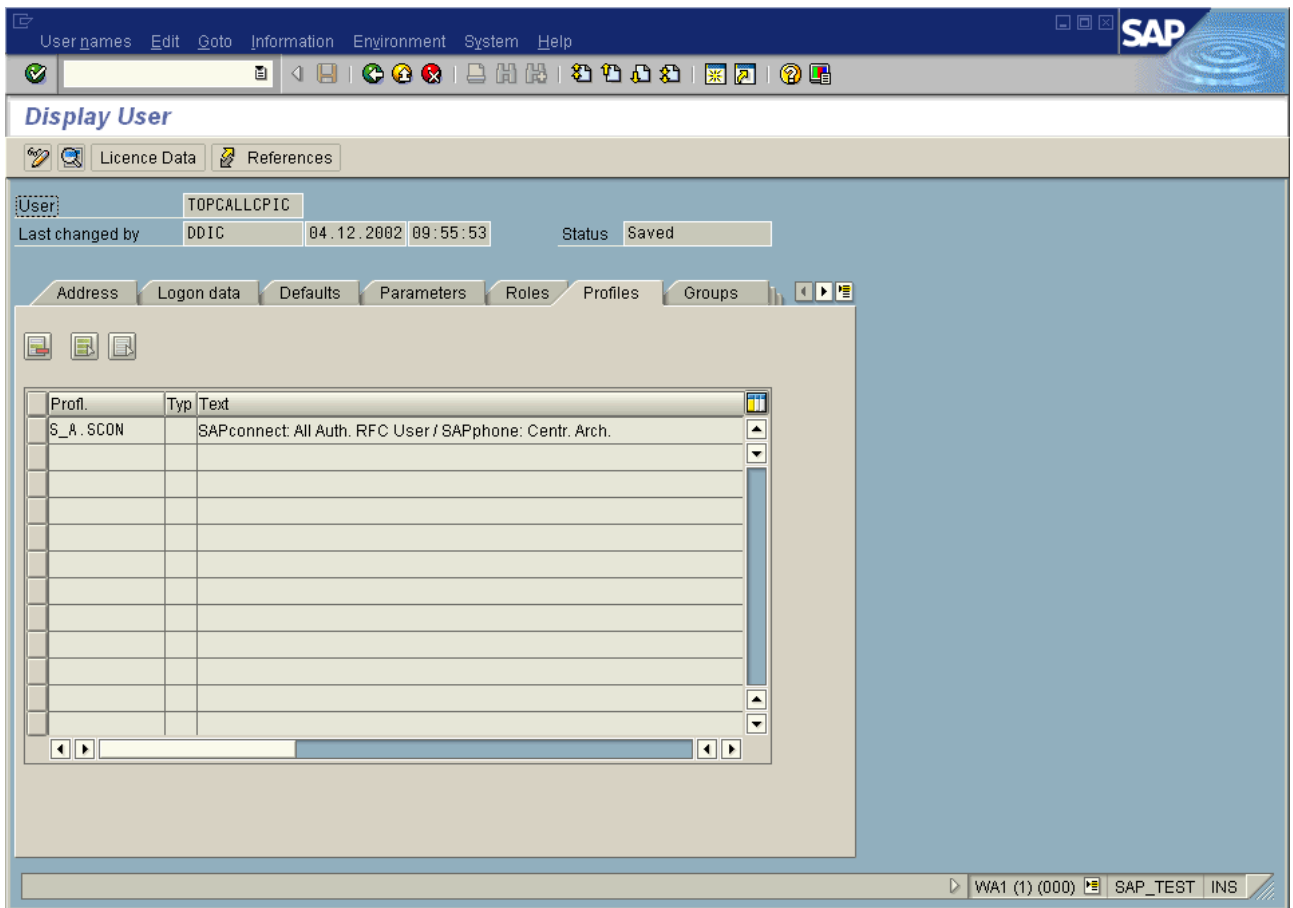 User names Edit Goto Information Environment System Help
SAP
Display User
Licence Data References
User TOPCALLCPIC
Last changed by DDIC 04.12.2002 09:55:53 Status Saved
Address Logon data Defaults Parameters Roles Profiles Groups
Profl. Typ Text
S_A.SCON SAPconnect: All Auth. RFC User / SAPphone: Centr. Arch.
WA1 (1) (000) SAP_TEST INS